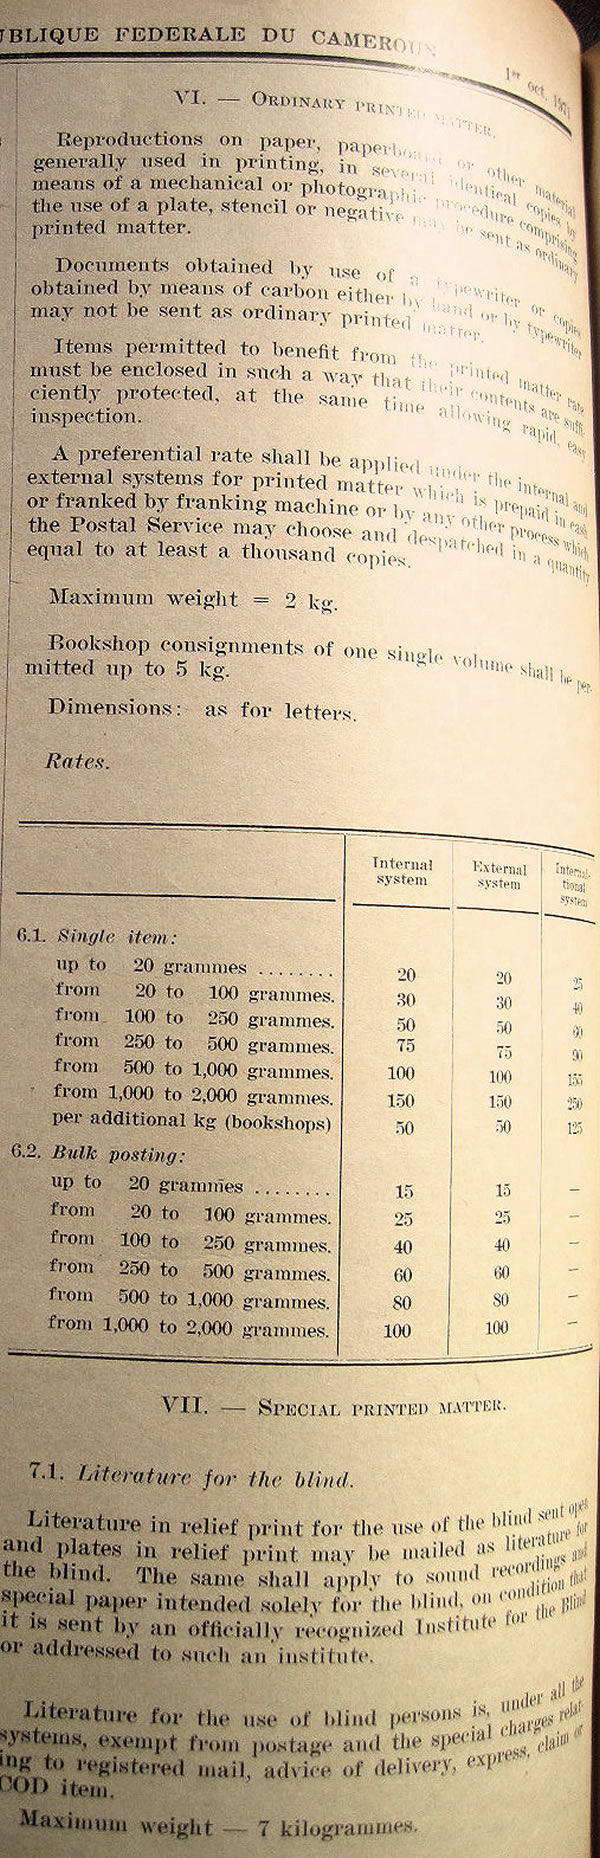 UBLIQUE FEDERALE DU CAMEROUN
1er oct. 1971
VI. — ORDINARY PRINTED MATTER.
Reproductions on paper, paperboard or other material
generally used in printing, in several identical copies by
means of a mechanical or photographic procedure comprising
the use of a plate, stencil or negative may be sent as ordinary
printed matter.
Documents obtained by use of a typewriter or copies
obtained by means of carbon either by hand or by typewriter
may not be sent as ordinary printed matter.
Items permitted to benefit from the printed matter rate
must be enclosed in such a way that their contents are suffi-
ciently protected, at the same time allowing rapid, easy
inspection.
A preferential rate shall be applied under the internal and
external systems for printed matter which is prepaid in cash
or franked by franking machine or by any other process which
the Postal Service may choose and despatched in a quantity
equal to at least a thousand copies.
Maximum weight = 2 kg.
Bookshop consignments of one single volume shall be per-
mitted up to 5 kg.
Dimensions: as for letters.
Rates.
Internal system External system Interna-tional system
6.1. Single item:
up to 20 grammes ........ 20 20 25
from 20 to 100 grammes. 30 30 40
from 100 to 250 grammes. 50 50 60
from 250 to 500 grammes. 75 75 90
from 500 to 1,000 grammes. 100 100 155
from 1,000 to 2,000 grammes. 150 150 250
per additional kg (bookshops) 50 50 125
6.2. Bulk posting:
up to 20 grammes ........ 15 15 —
from 20 to 100 grammes. 25 25 —
from 100 to 250 grammes. 40 40 —
from 250 to 500 grammes. 60 60 —
from 500 to 1,000 grammes. 80 80 —
from 1,000 to 2,000 grammes. 100 100 —
VII. — SPECIAL PRINTED MATTER.
7.1. Literature for the blind.
Literature in relief print for the use of the blind sent open
and plates in relief print may be mailed as literature for
the blind. The same shall apply to sound recordings and
special paper intended solely for the blind, on condition that
it is sent by an officially recognized Institute for the Blind
or addressed to such an institute.
Literature for the use of blind persons is, under all the
systems, exempt from postage and the special charges relat-
ing to registered mail, advice of delivery, express, claim or
COD item.
Maximum weight — 7 kilogrammes.